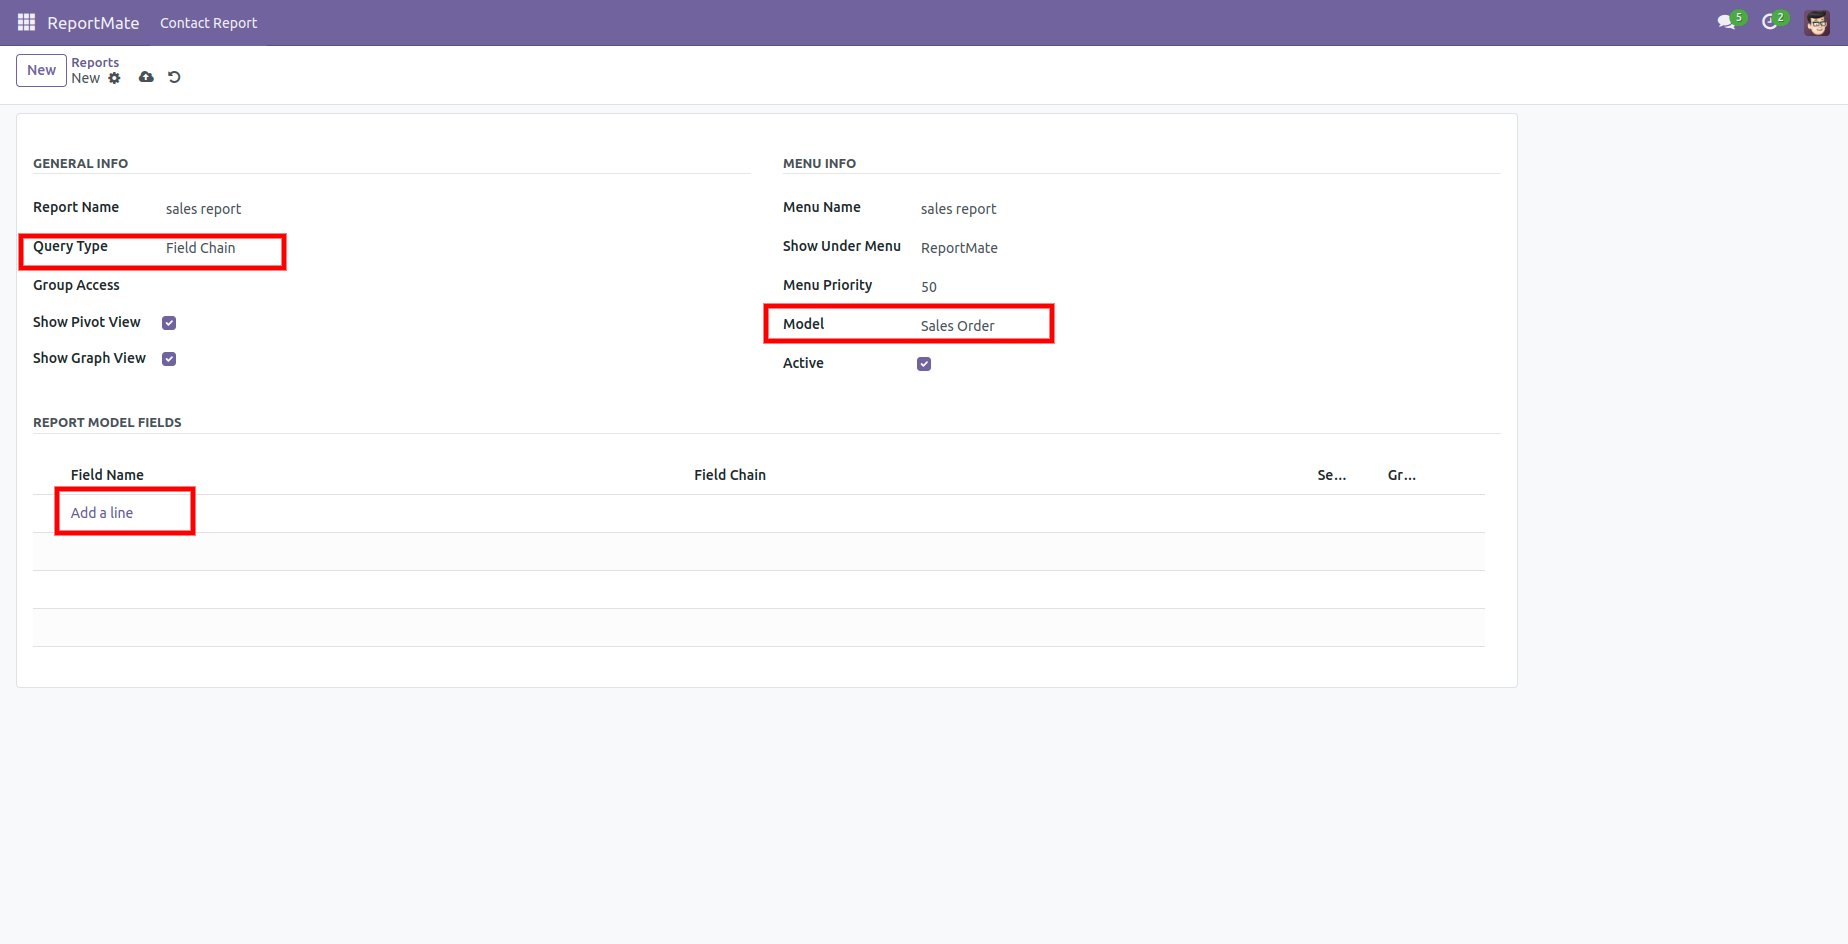 ReportMate Contact Report 5 2
New Reports
New
GENERAL INFO
Report Name sales report
Query Type Field Chain
Group Access
Show Pivot View
Show Graph View
MENU INFO
Menu Name sales report
Show Under Menu ReportMate
Menu Priority 50
Model Sales Order
Active
REPORT MODEL FIELDS
Field Name Field Chain Se... Gr...
Add a line